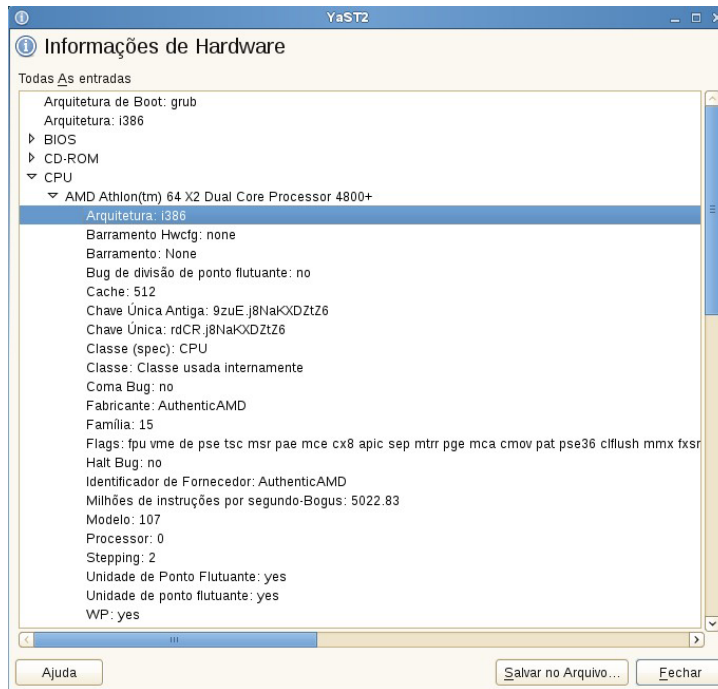 YaST2
Informações de Hardware
Todas As entradas
Arquitetura de Boot: grub
Arquitetura: i386
BIOS
CD-ROM
CPU
AMD Athlon(tm) 64 X2 Dual Core Processor 4800+
Arquitetura: i386
Barramento Hwcfg: none
Barramento: None
Bug de divisão de ponto flutuante: no
Cache: 512
Chave Única Antiga: 9zuE.j8NaKXDZtZ6
Chave Única: rdCR.j8NaKXDZtZ6
Classe (spec): CPU
Classe: Classe usada internamente
Coma Bug: no
Fabricante: AuthenticAMD
Família: 15
Flags: fpu vme de pse tsc msr pae mce cx8 apic sep mtrr pge mca cmov pat pse36 clflush mmx fxsr
Halt Bug: no
Identificador de Fornecedor: AuthenticAMD
Milhões de instruções por segundo-Bogus: 5022.83
Modelo: 107
Processor: 0
Stepping: 2
Unidade de Ponto Flutuante: yes
Unidade de ponto flutuante: yes
WP: yes
Ajuda
Salvar no Arquivo...
Fechar